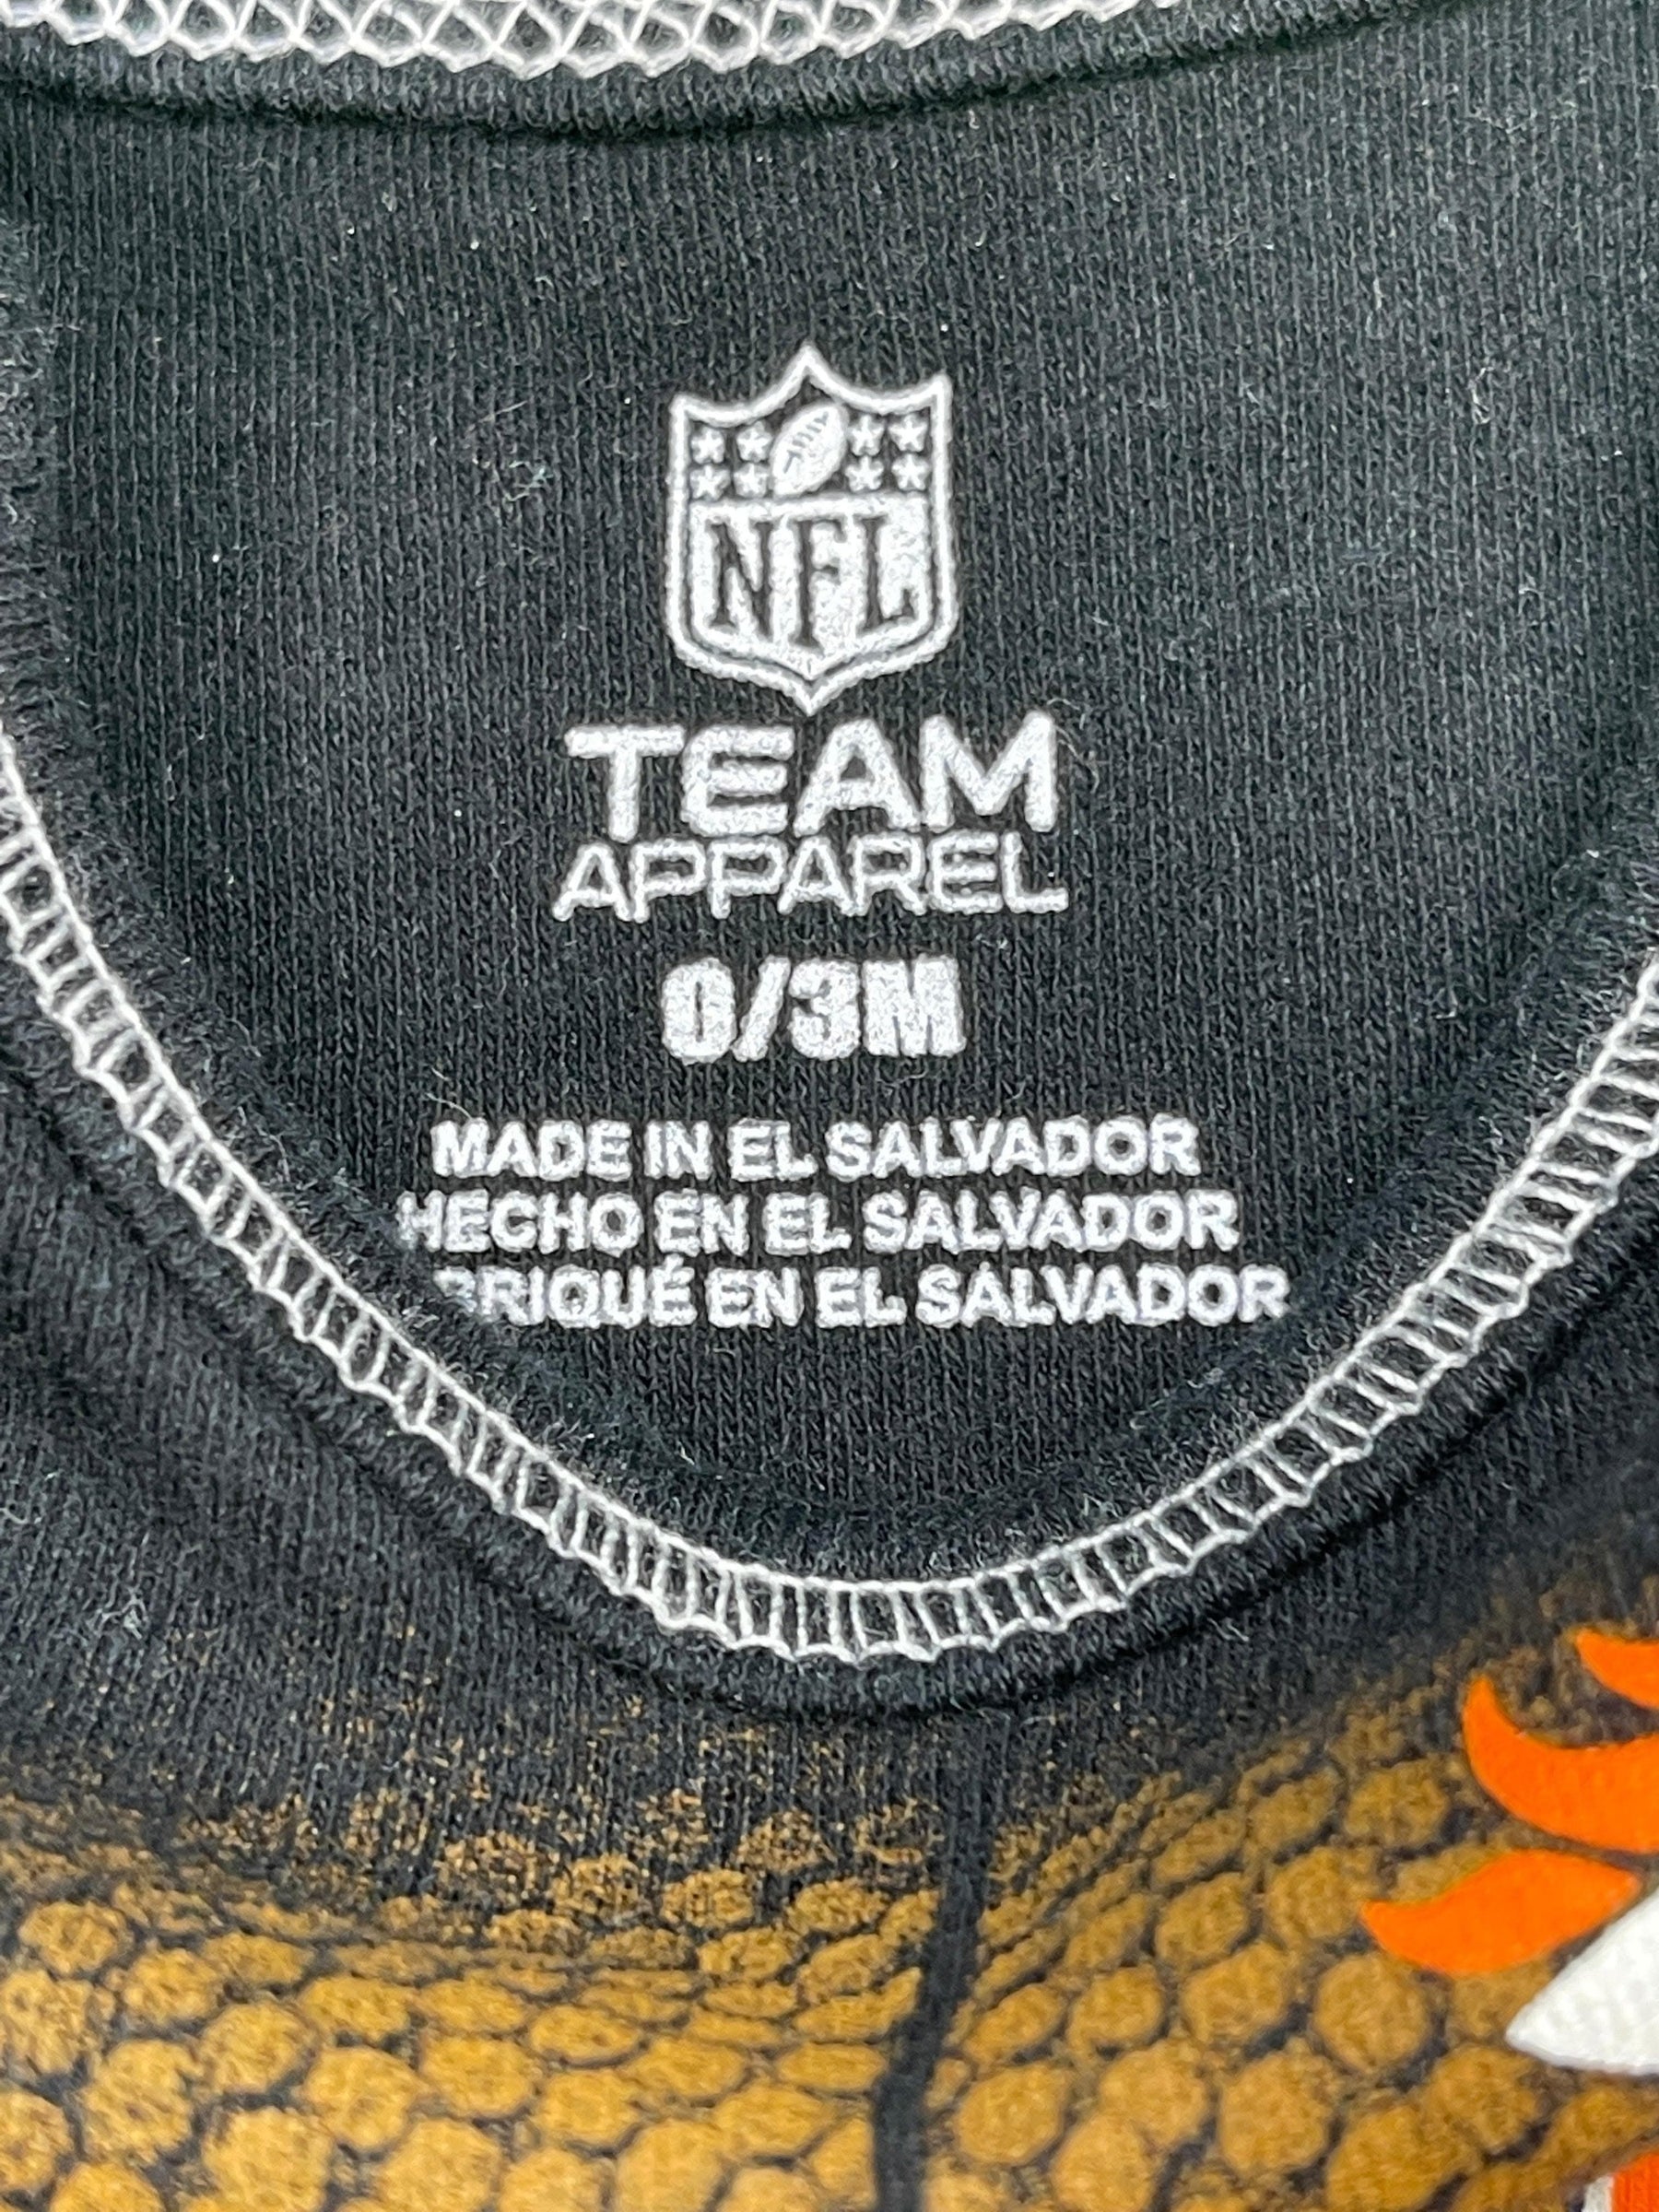 NFL
TEAM
APPAREL
0/3M
MADE IN EL SALVADOR
HECHO EN EL SALVADOR
EN EL SALVADOR